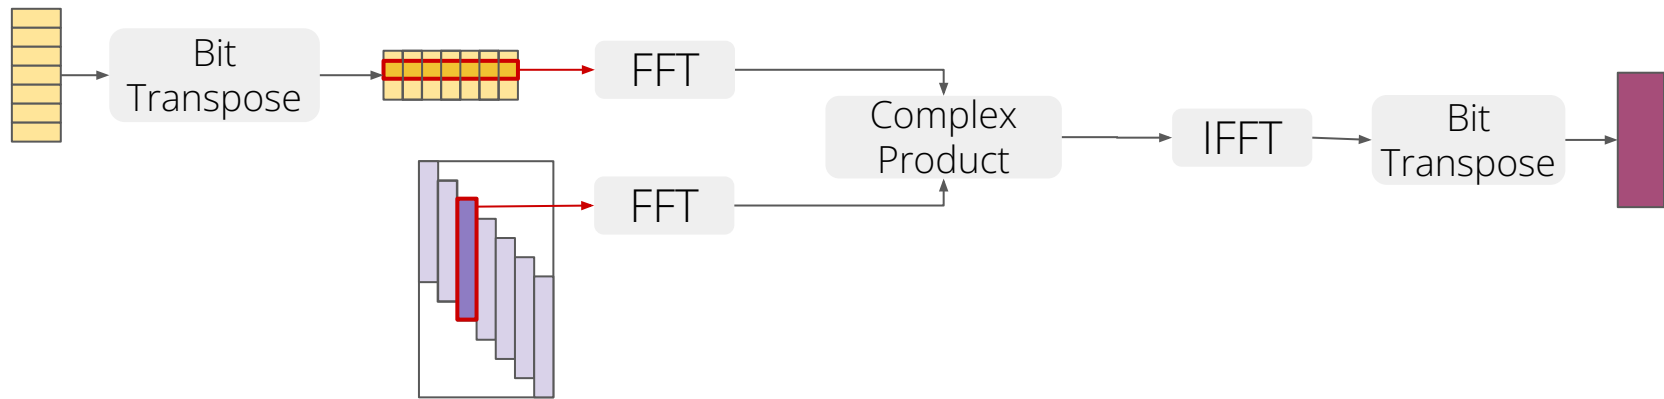 Bit
Transpose
FFT
FFT
Complex
Product
IFFT
Bit
Transpose